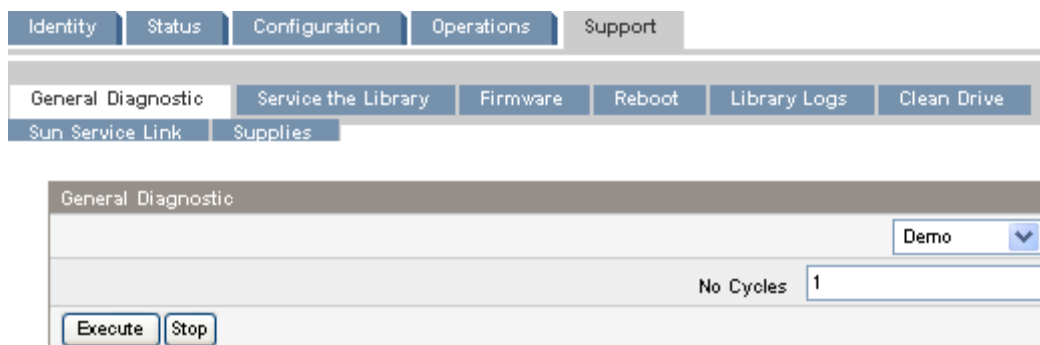 Identity Status Configuration Operations Support
General Diagnostic Service the Library Firmware Reboot Library Logs Clean Drive
Sun Service Link Supplies
General Diagnostic
Demo
No Cycles 1
Execute Stop